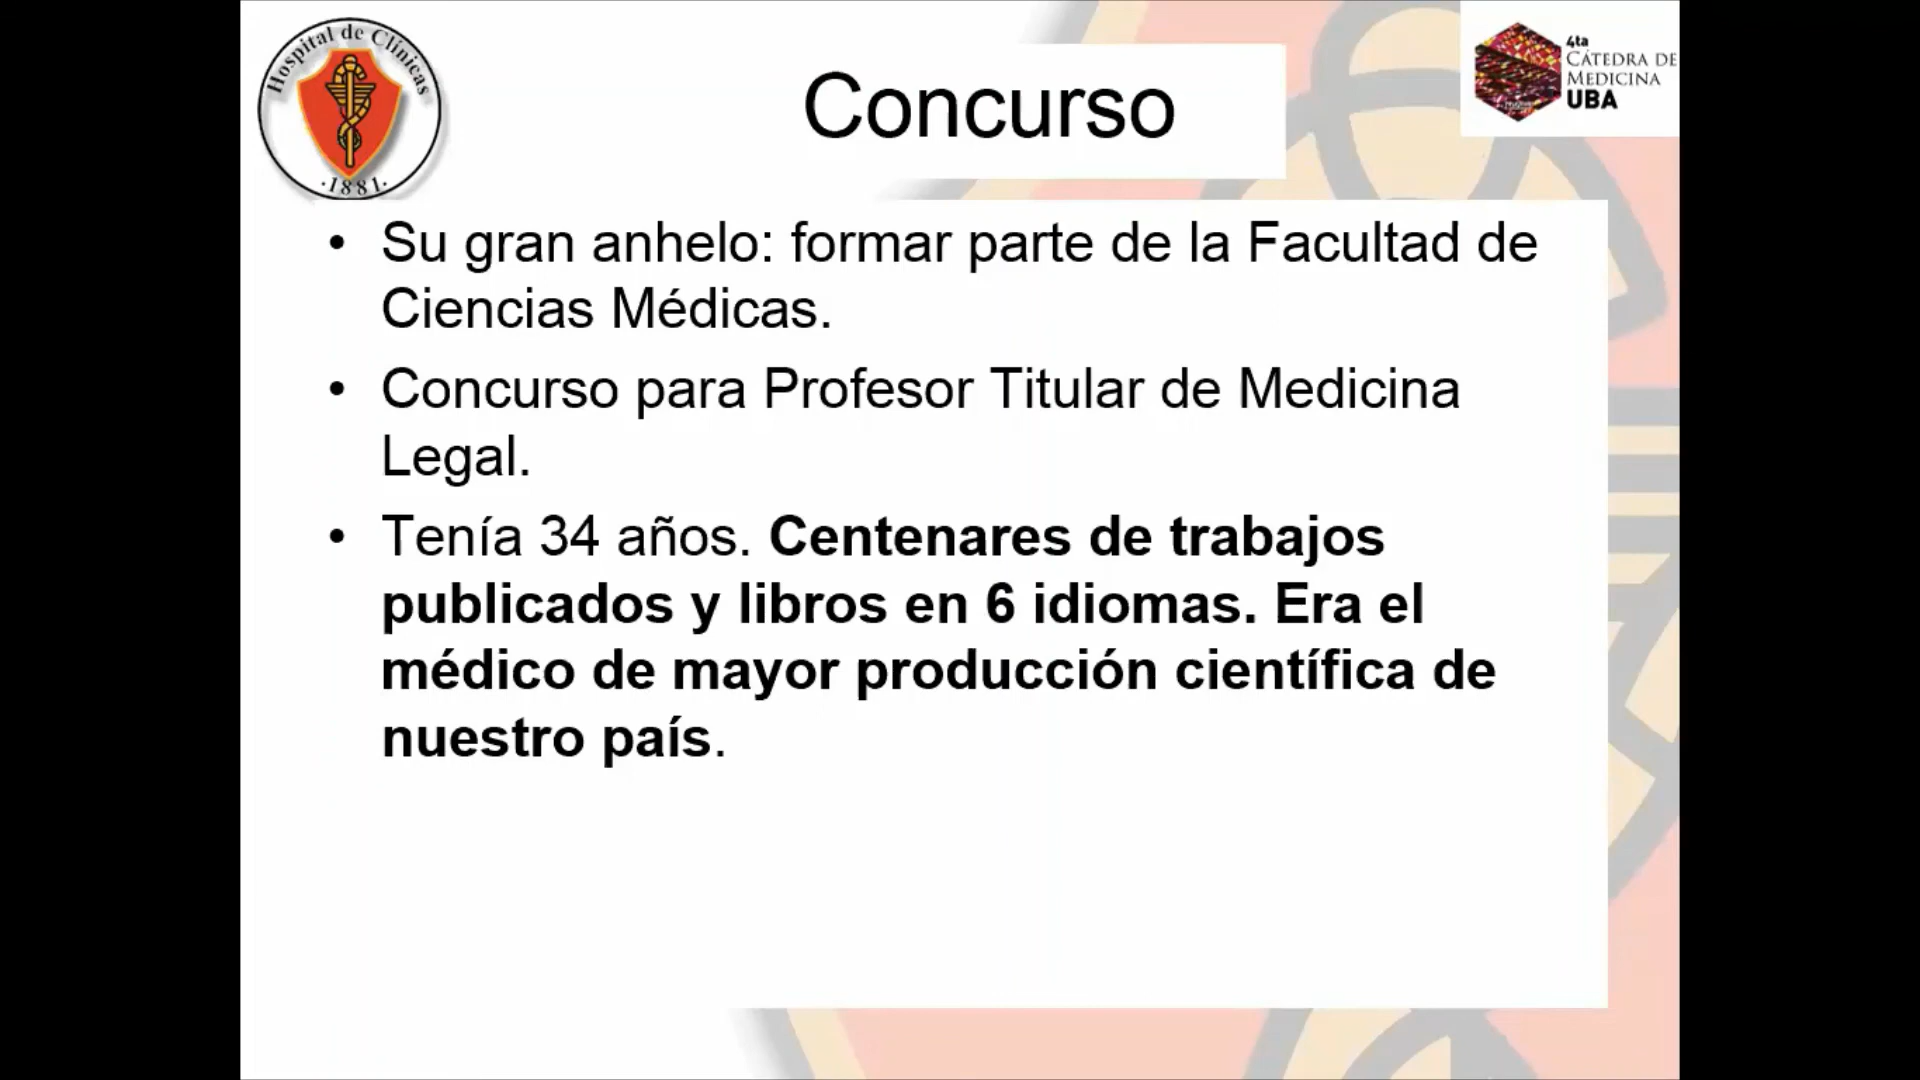 Hospital de Clínicas
·1881·
Concurso
4ta
CÁTEDRA DE
MEDICINA
UBA
• Su gran anhelo: formar parte de la Facultad de
Ciencias Médicas.
• Concurso para Profesor Titular de Medicina
Legal.
• Tenía 34 años. Centenares de trabajos
publicados y libros en 6 idiomas. Era el
médico de mayor producción científica de
nuestro país.